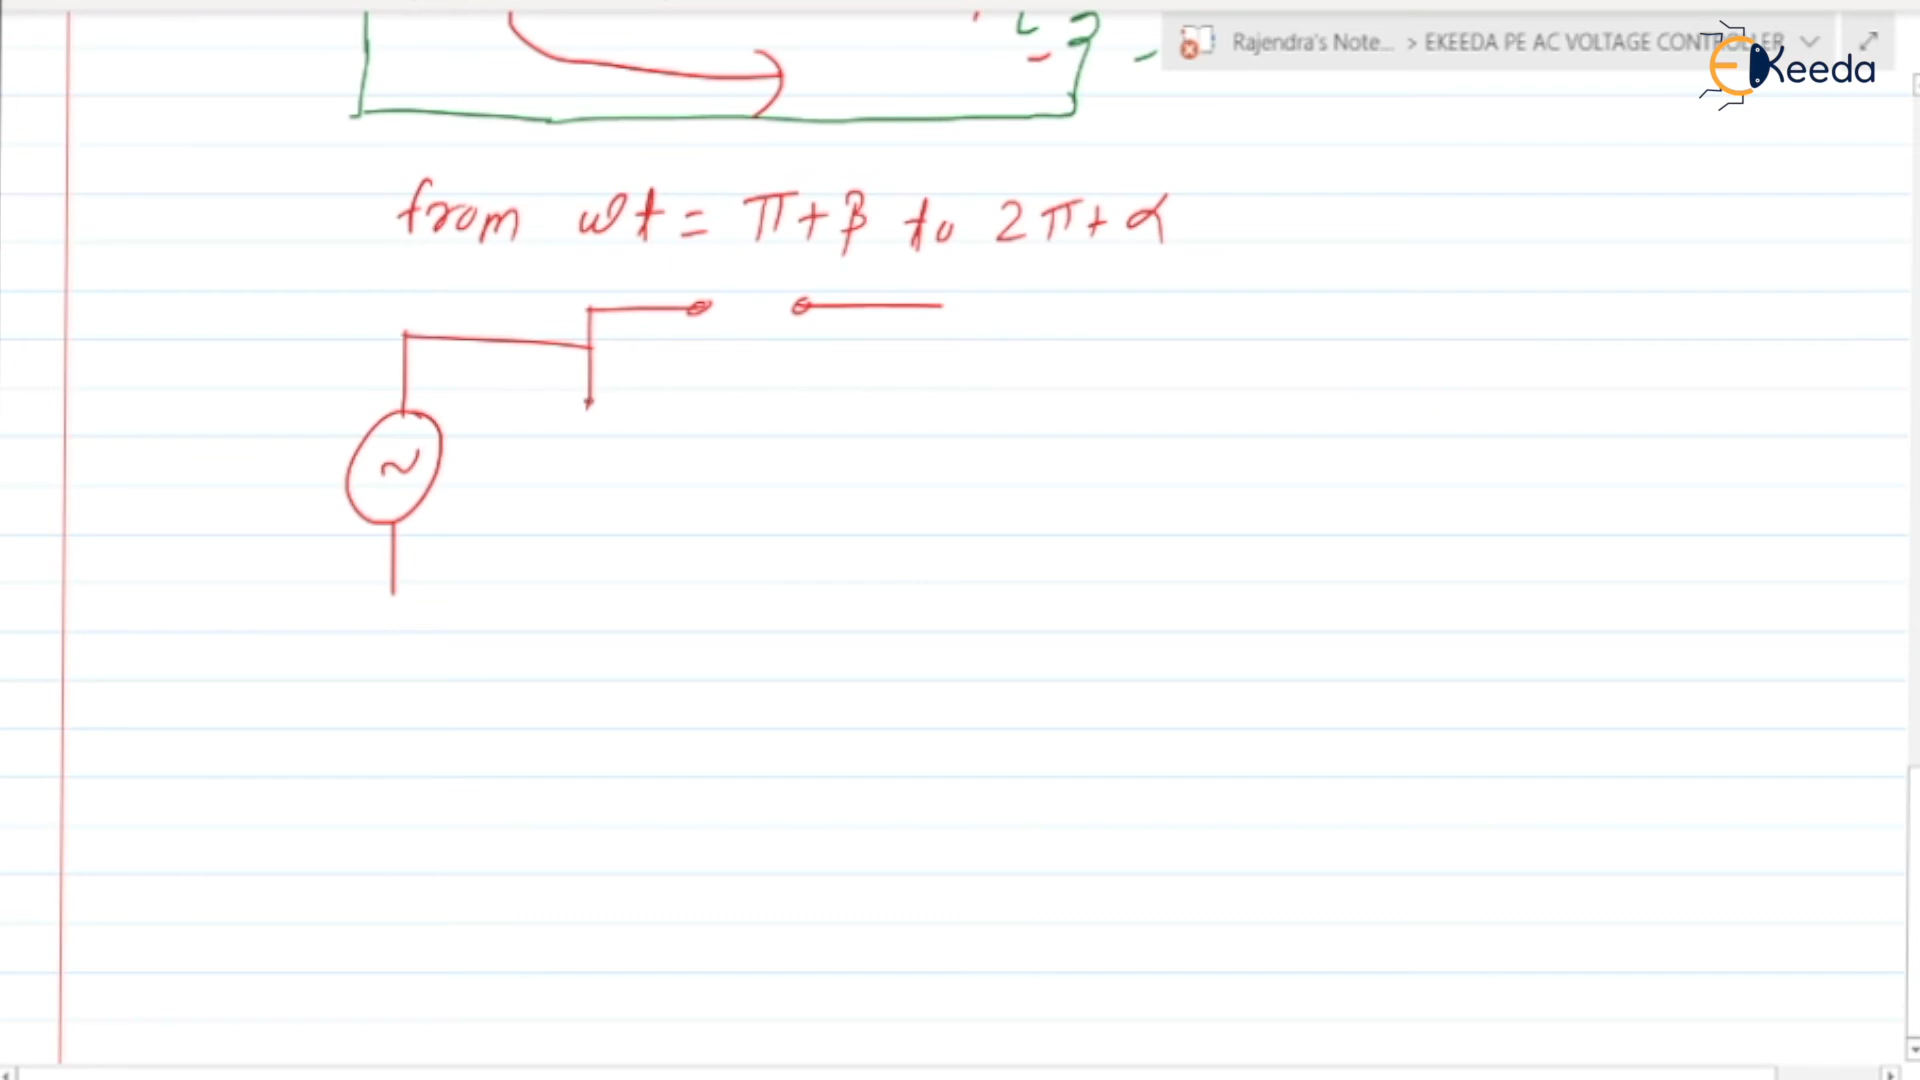 Rajendra's Note... > EKEEDA PE AC VOLTAGE CONTROLLER
EKeeda
from ωt = π+β to 2π+α
~